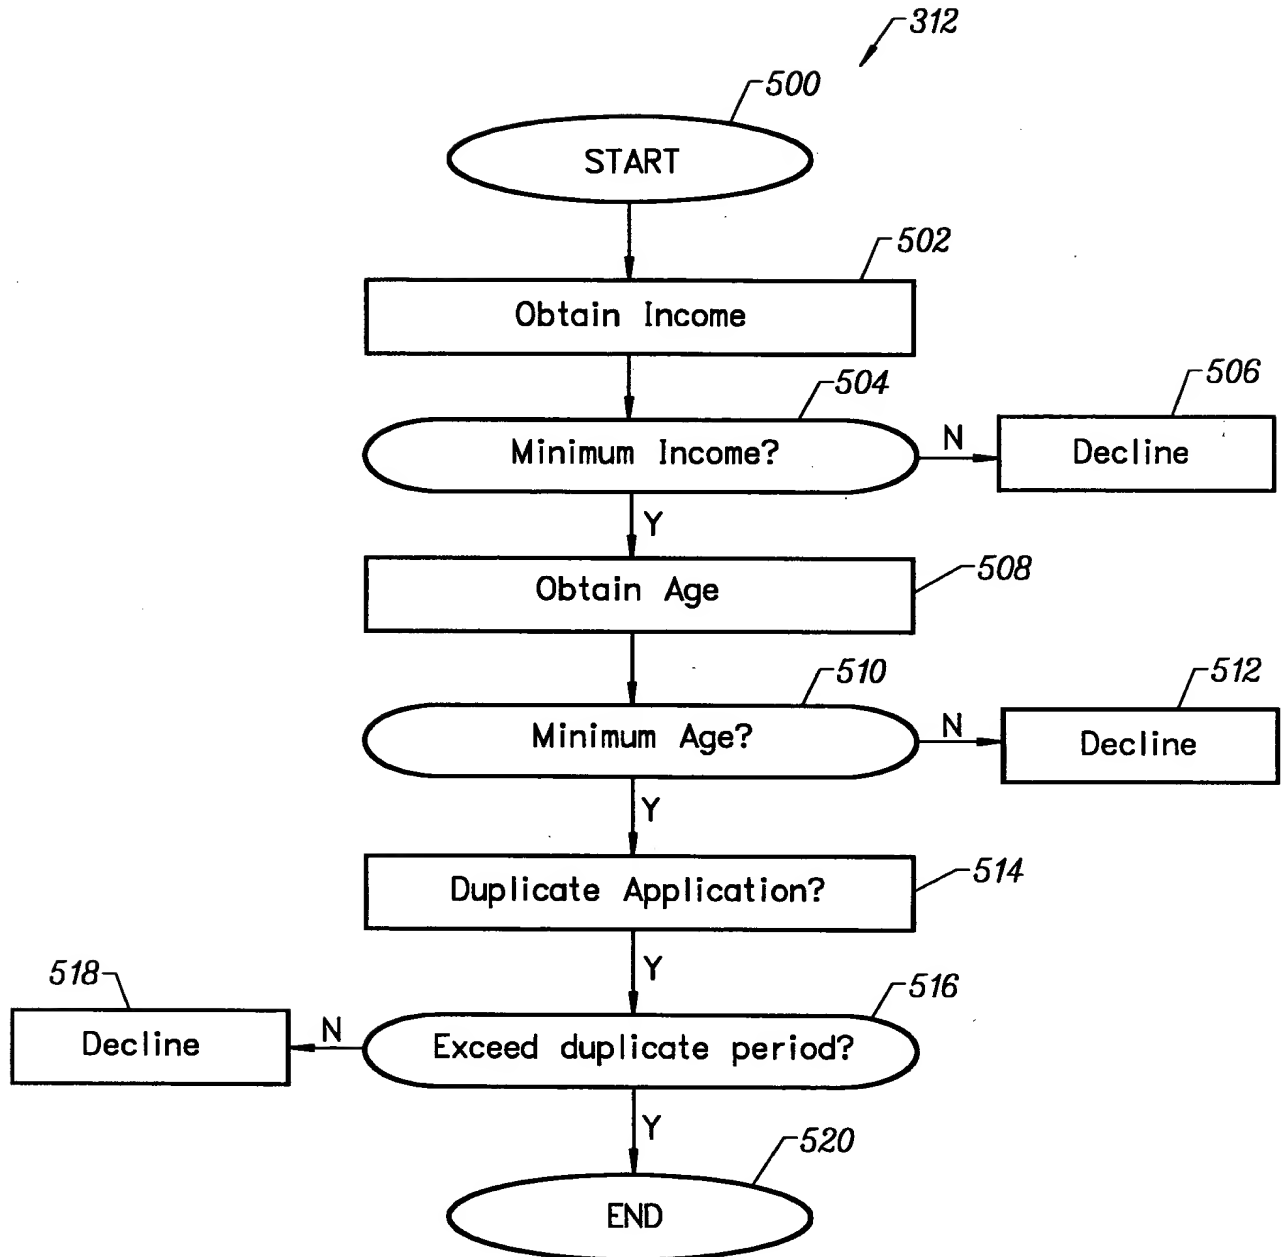 312
500
START
502
Obtain Income
504
506
Minimum Income?
N
Decline
Y
508
Obtain Age
510
512
Minimum Age?
N
Decline
Y
514
Duplicate Application?
Y
518
516
Decline
N
Exceed duplicate period?
Y
520
END